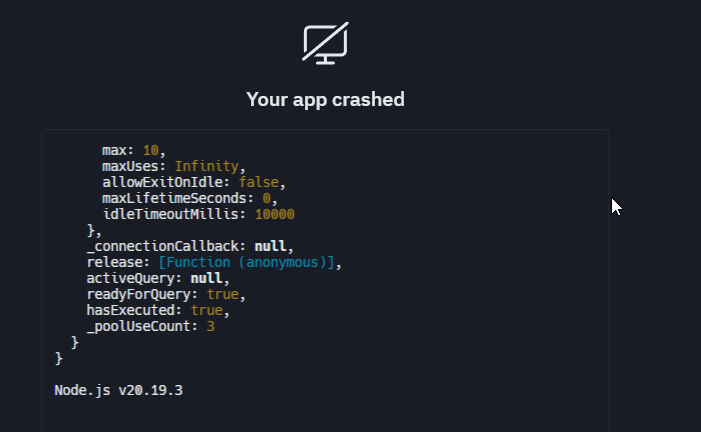 Your app crashed
max: 10,
maxUses: Infinity,
allowExitOnIdle: false,
maxLifetimeSeconds: 0,
idleTimeoutMillis: 10000
},
_connectionCallback: null,
release: [Function (anonymous)],
activeQuery: null,
readyForQuery: true,
hasExecuted: true,
_poolUseCount: 3
}
}
Node.js v20.19.3